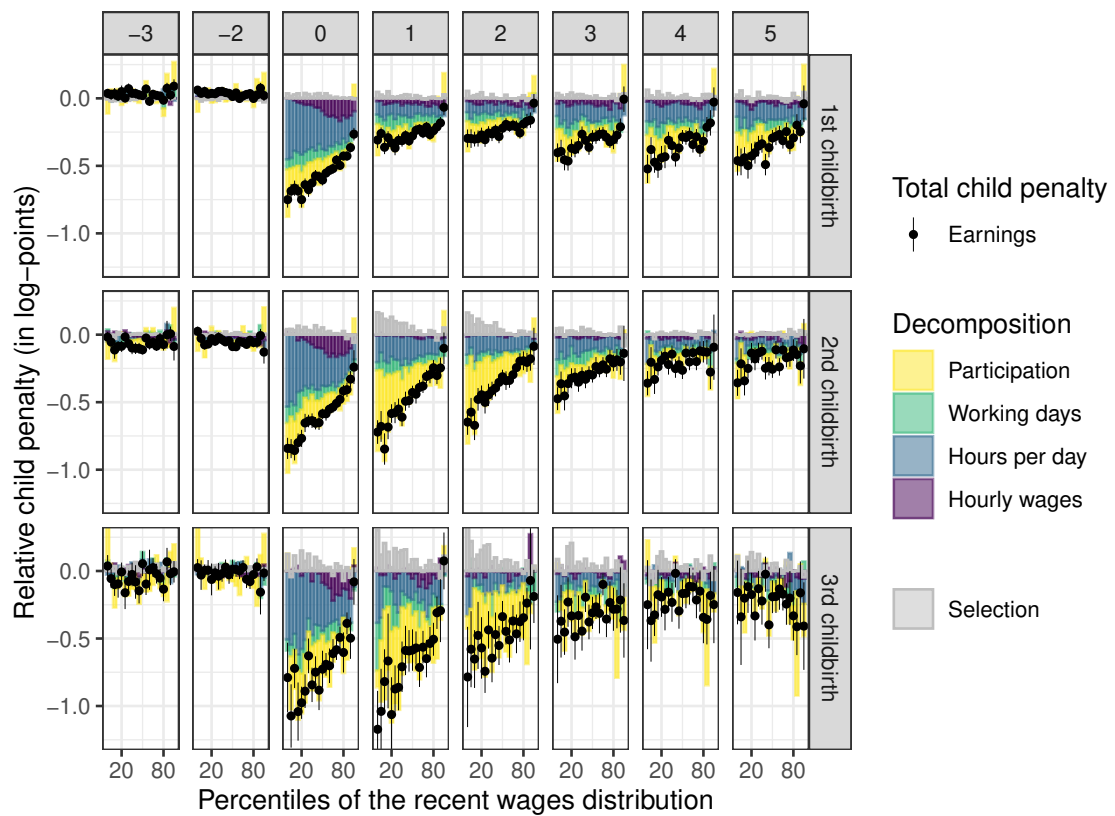 −3 −2 0 1 2 3 4 5
0.0
−0.5
−1.0
1st childbirth
0.0
−0.5
−1.0
2nd childbirth
0.0
−0.5
−1.0
3rd childbirth
20 80 20 80 20 80 20 80 20 80 20 80 20 80 20 80
Percentiles of the recent wages distribution
Relative child penalty (in log−points)
Total child penalty
Earnings
Decomposition
Participation
Working days
Hours per day
Hourly wages
Selection